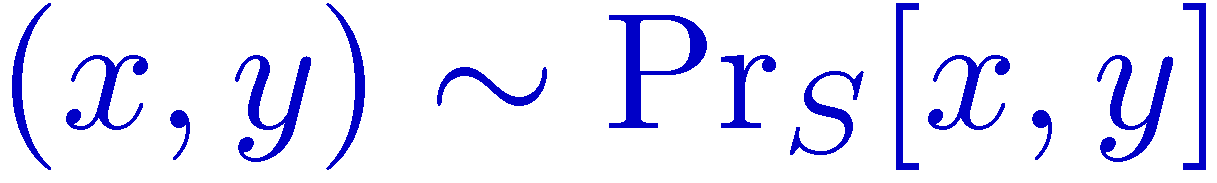 (x, y) ∼ Pr_S[x, y]